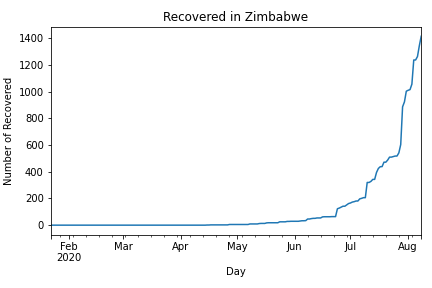 Recovered in Zimbabwe
Number of Recovered
1400
1200
1000
800
600
400
200
0
Feb
2020
Mar
Apr
May
Jun
Jul
Aug
Day